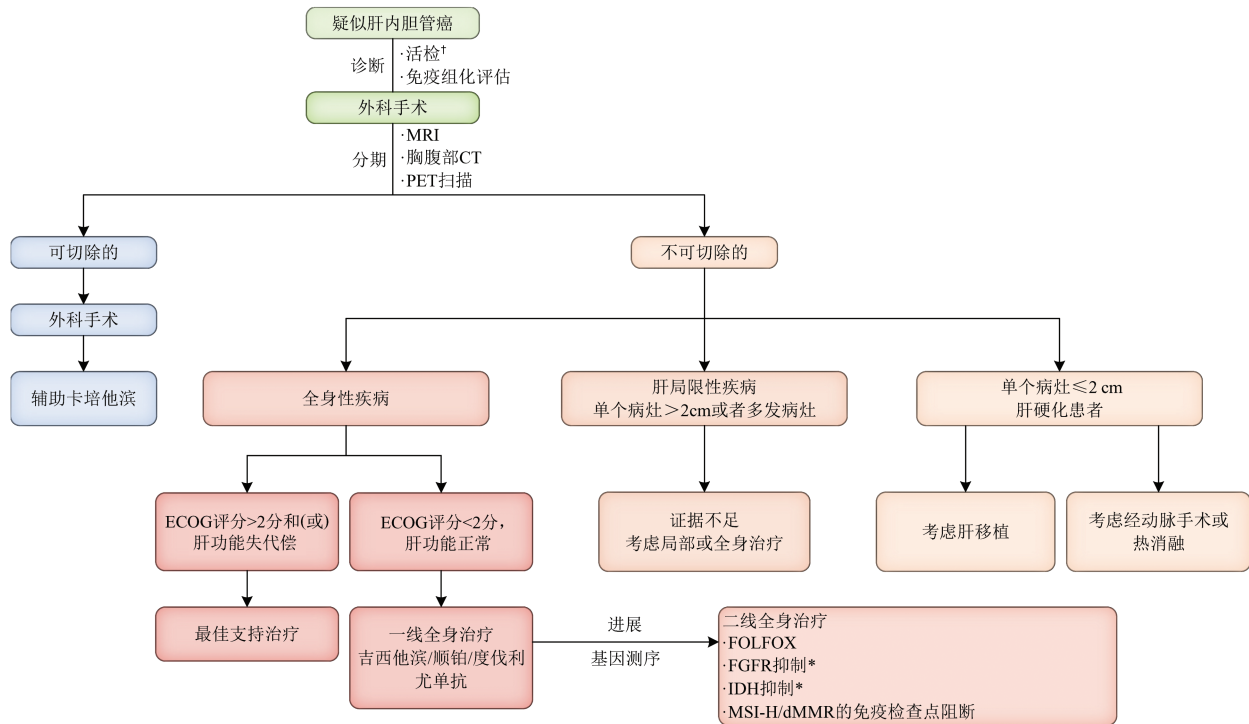 疑似肝内胆管癌
诊断
·活检†
·免疫组化评估
外科手术
分期
·MRI
·胸腹部CT
·PET扫描
可切除的
不可切除的
外科手术
辅助卡培他滨
全身性疾病
肝局限性疾病
单个病灶＞2cm或者多发病灶
单个病灶≤2 cm
肝硬化患者
ECOG评分>2分和(或)
肝功能失代偿
ECOG评分<2分，
肝功能正常
证据不足
考虑局部或全身治疗
考虑肝移植
考虑经动脉手术或
热消融
最佳支持治疗
一线全身治疗
吉西他滨/顺铂/度伐利
尤单抗
进展
基因测序
二线全身治疗
·FOLFOX
·FGFR抑制*
·IDH抑制*
·MSI-H/dMMR的免疫检查点阻断